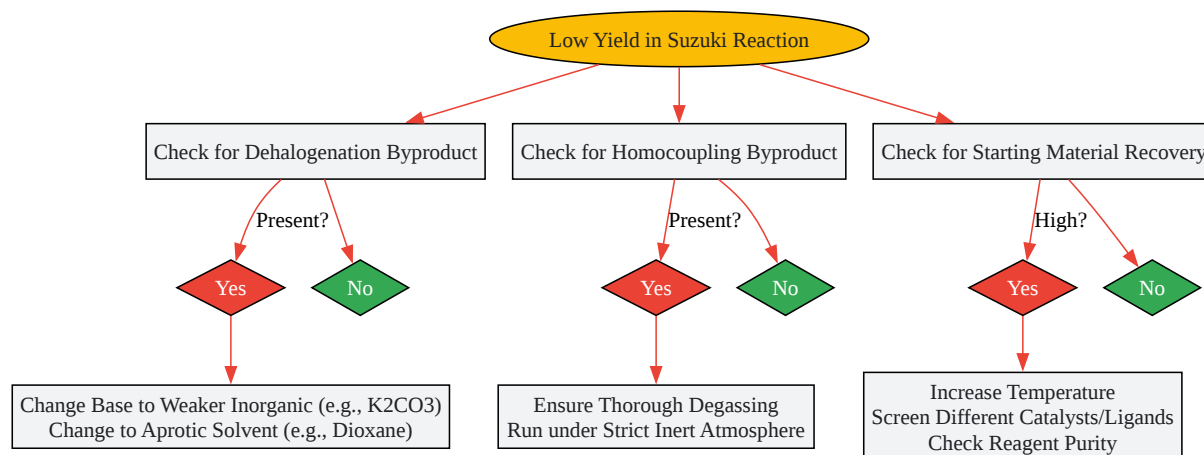 Low Yield in Suzuki Reaction
Check for Dehalogenation Byproduct
Check for Homocoupling Byproduct
Check for Starting Material Recovery
Present?
Present?
High?
Yes
No
Yes
No
Yes
No
Change Base to Weaker Inorganic (e.g., K2CO3)
Change to Aprotic Solvent (e.g., Dioxane)
Ensure Thorough Degassing
Run under Strict Inert Atmosphere
Increase Temperature
Screen Different Catalysts/Ligands
Check Reagent Purity